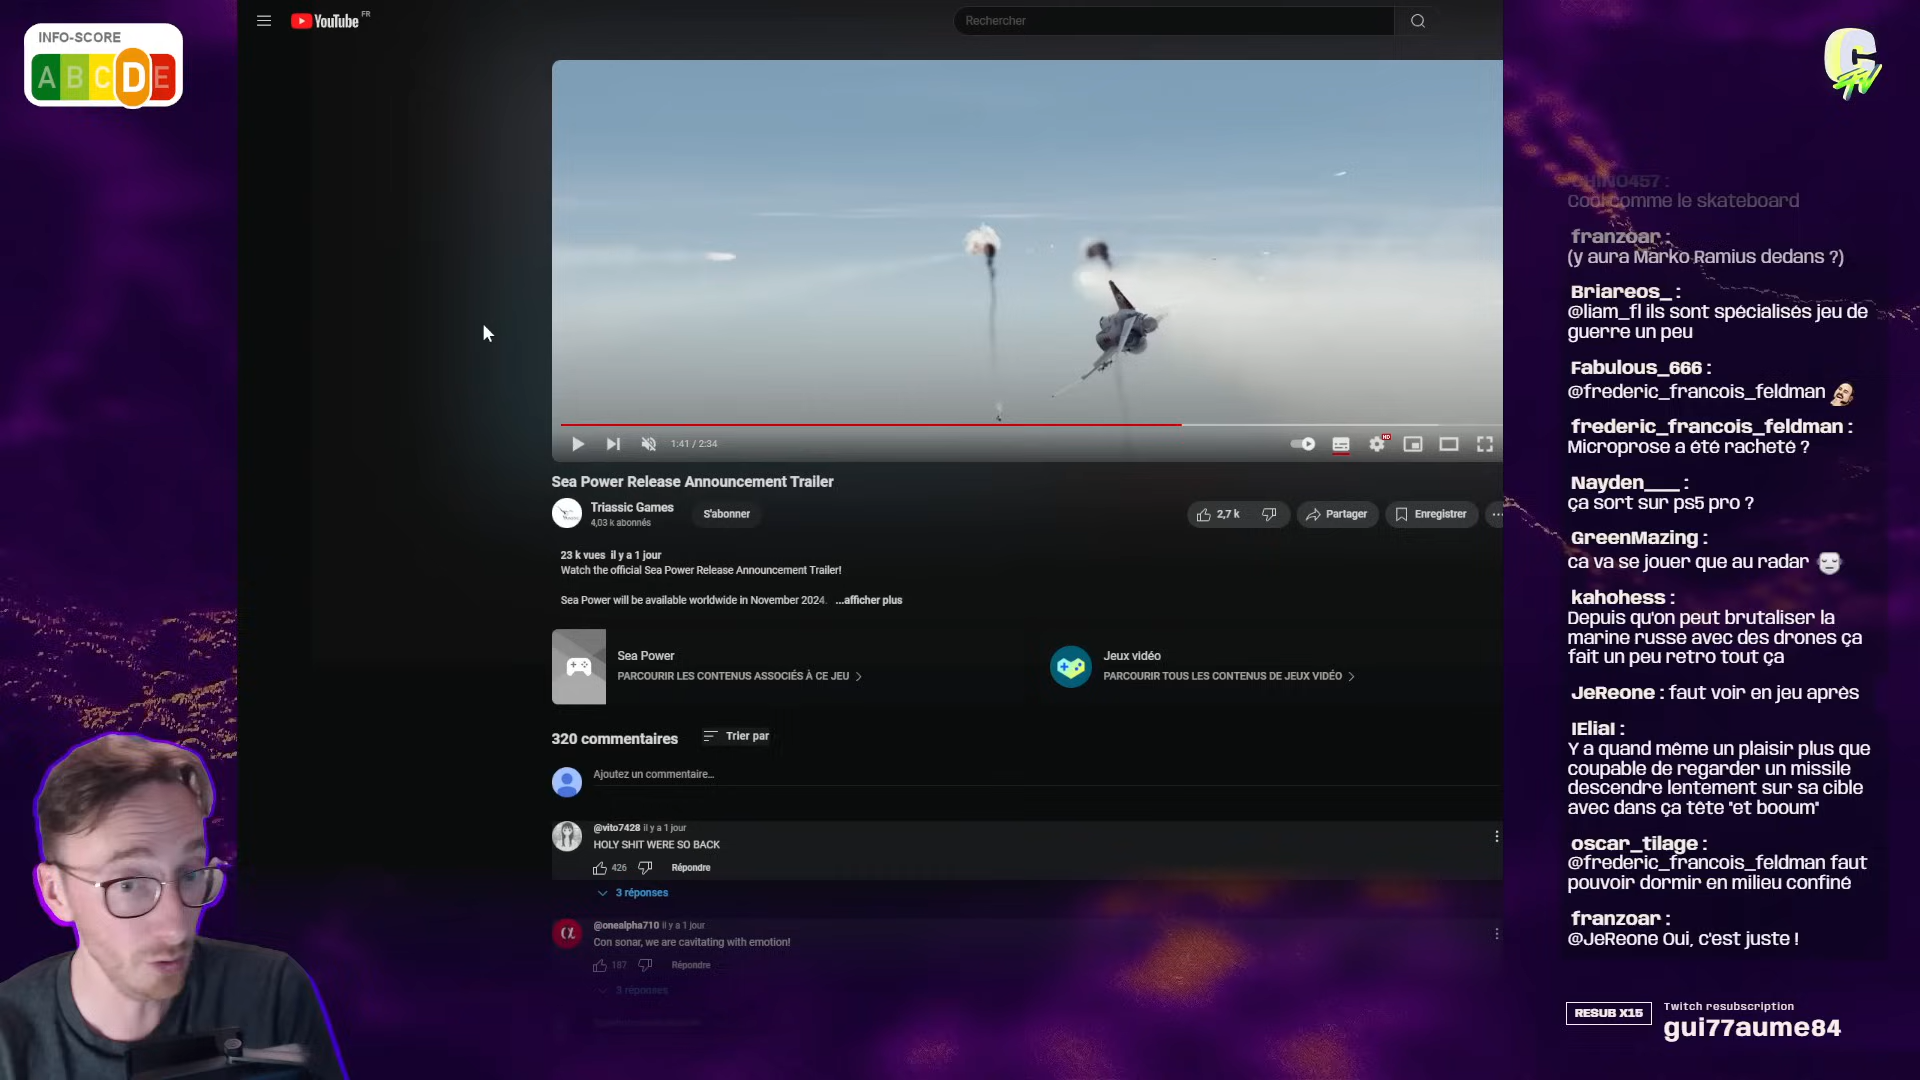 INFO-SCORE
A B C D E
YouTube FR
Rechercher
C TV
1:41 / 2:34
HD
Sea Power Release Announcement Trailer
Triassic Games
4,03 k abonnés
S'abonner
2,7 k
Partager
Enregistrer
23 k vues il y a 1 jour
Watch the official Sea Power Release Announcement Trailer!
Sea Power will be available worldwide in November 2024. ...afficher plus
Sea Power
PARCOURIR LES CONTENUS ASSOCIÉS À CE JEU
Jeux vidéo
PARCOURIR TOUS LES CONTENUS DE JEUX VIDÉO
320 commentaires
Trier par
Ajoutez un commentaire...
@vito7428 il y a 1 jour
HOLY SHIT WERE SO BACK
426
Répondre
3 réponses
@onealpha710 il y a 1 jour
Con sonar, we are cavitating with emotion!
187
Répondre
3 réponses
CHINO457 :
Cool comme le skateboard
franzoar :
(y aura Marko Ramius dedans ?)
Briareos_ :
@liam_fl ils sont spécialisés jeu de
guerre un peu
Fabulous_666 :
@frederic_francois_feldman
frederic_francois_feldman :
Microprose a été racheté ?
Nayden___ :
ça sort sur ps5 pro ?
GreenMazing :
ca va se jouer que au radar
kahohess :
Depuis qu'on peut brutaliser la
marine russe avec des drones ça
fait un peu retro tout ça
JeReone : faut voir en jeu après
IEliaI :
Y a quand même un plaisir plus que
coupable de regarder un missile
descendre lentement sur sa cible
avec dans ça tête "et booum"
oscar_tilage :
@frederic_francois_feldman faut
pouvoir dormir en milieu confiné
franzoar :
@JeReone Oui, c'est juste !
RESUB X15
Twitch resubscription
gui77aume84